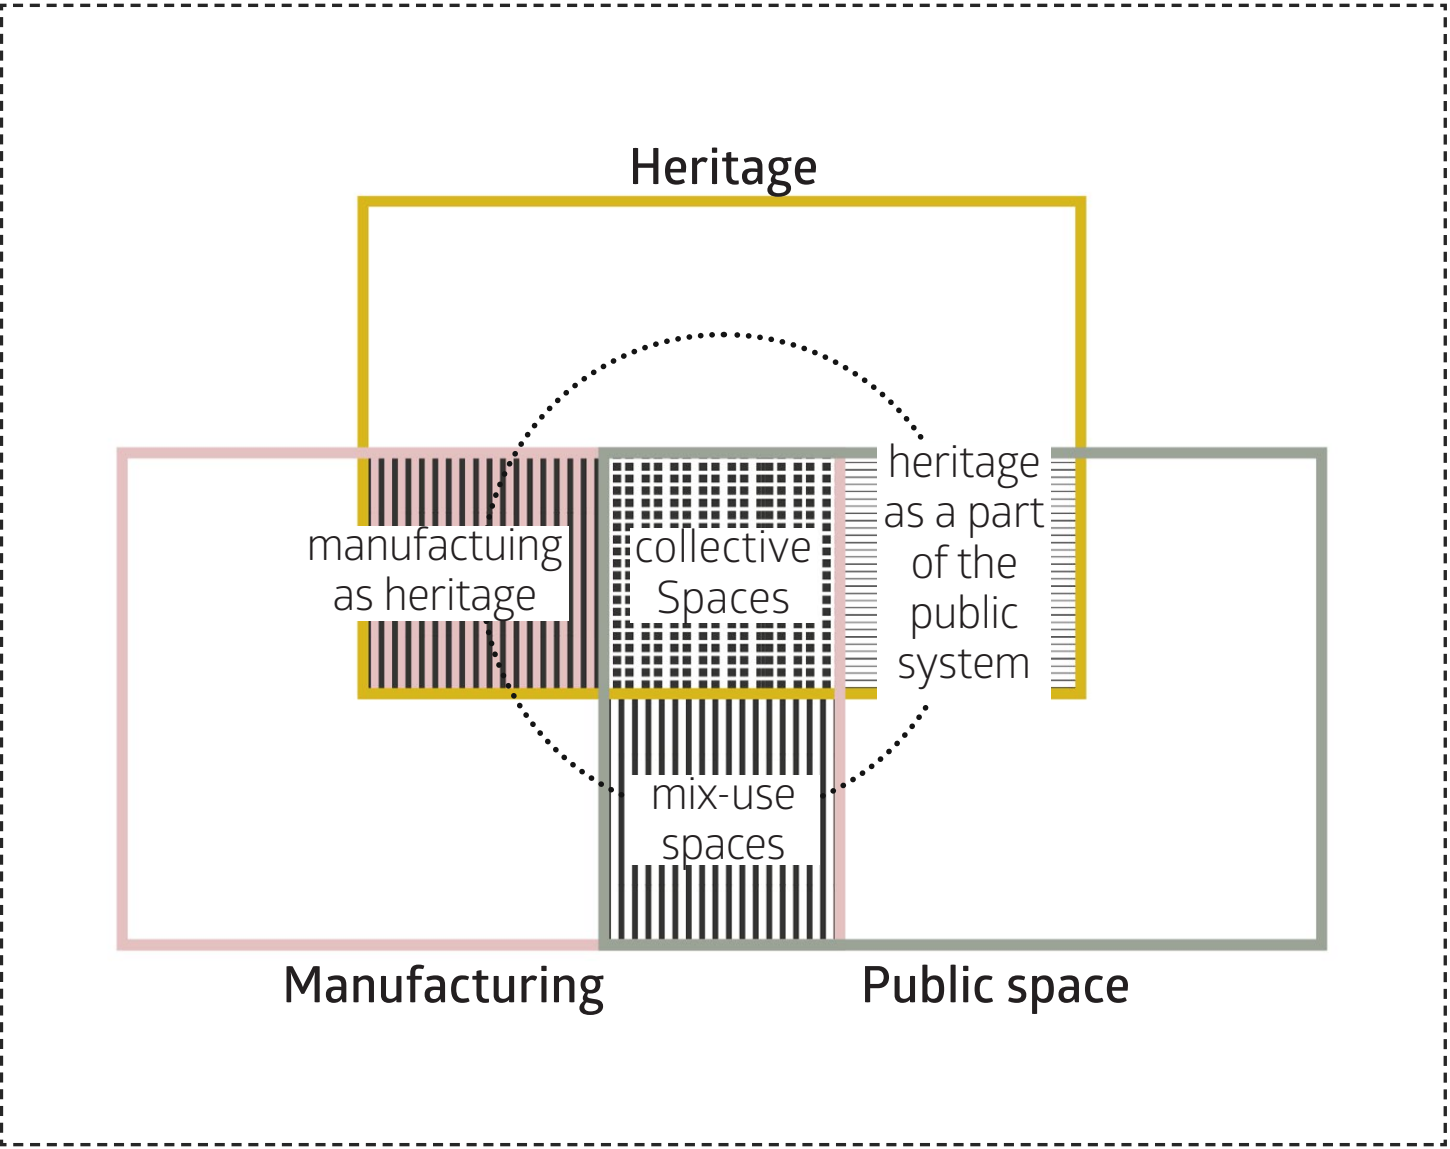 Heritage
manufactuing
as heritage
collective
Spaces
heritage
as a part
of the
public
system
mix-use
spaces
Manufacturing
Public space